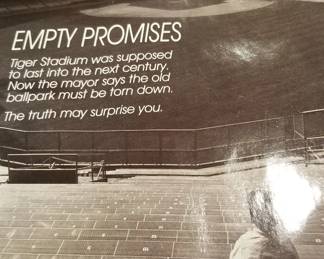 EMPTY PROMISES
Tiger Stadium was supposed
to last into the next century.
Now the mayor says the old
ballpark must be torn down.
The truth may surprise you.